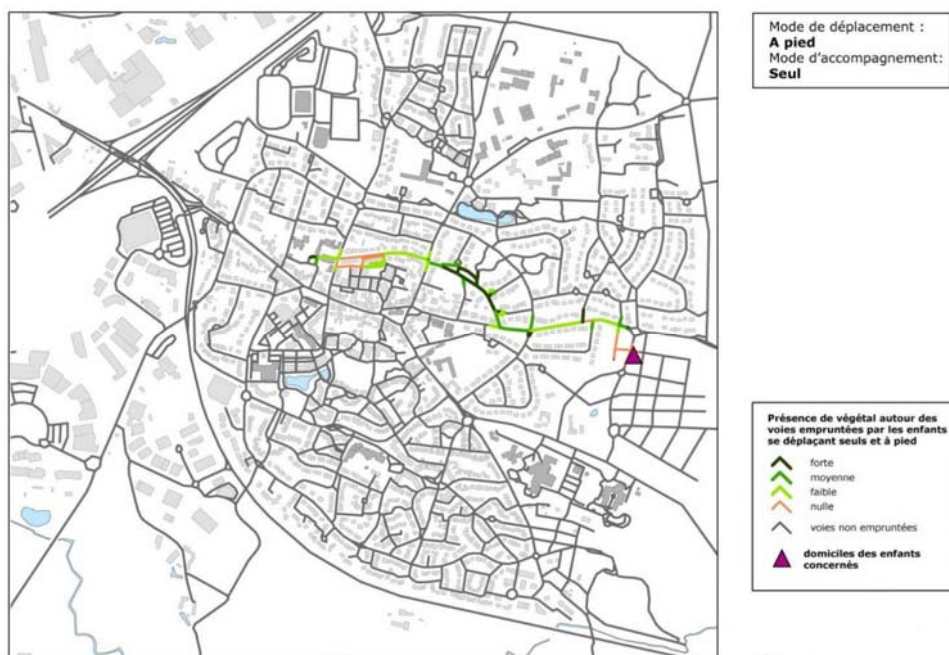 Mode de déplacement :
A pied
Mode d'accompagnement:
Seul
Présence de végétal autour des
voies empruntées par les enfants
se déplaçant seuls et à pied
forte
moyenne
faible
nulle
voies non empruntées
domiciles des enfants
concernés